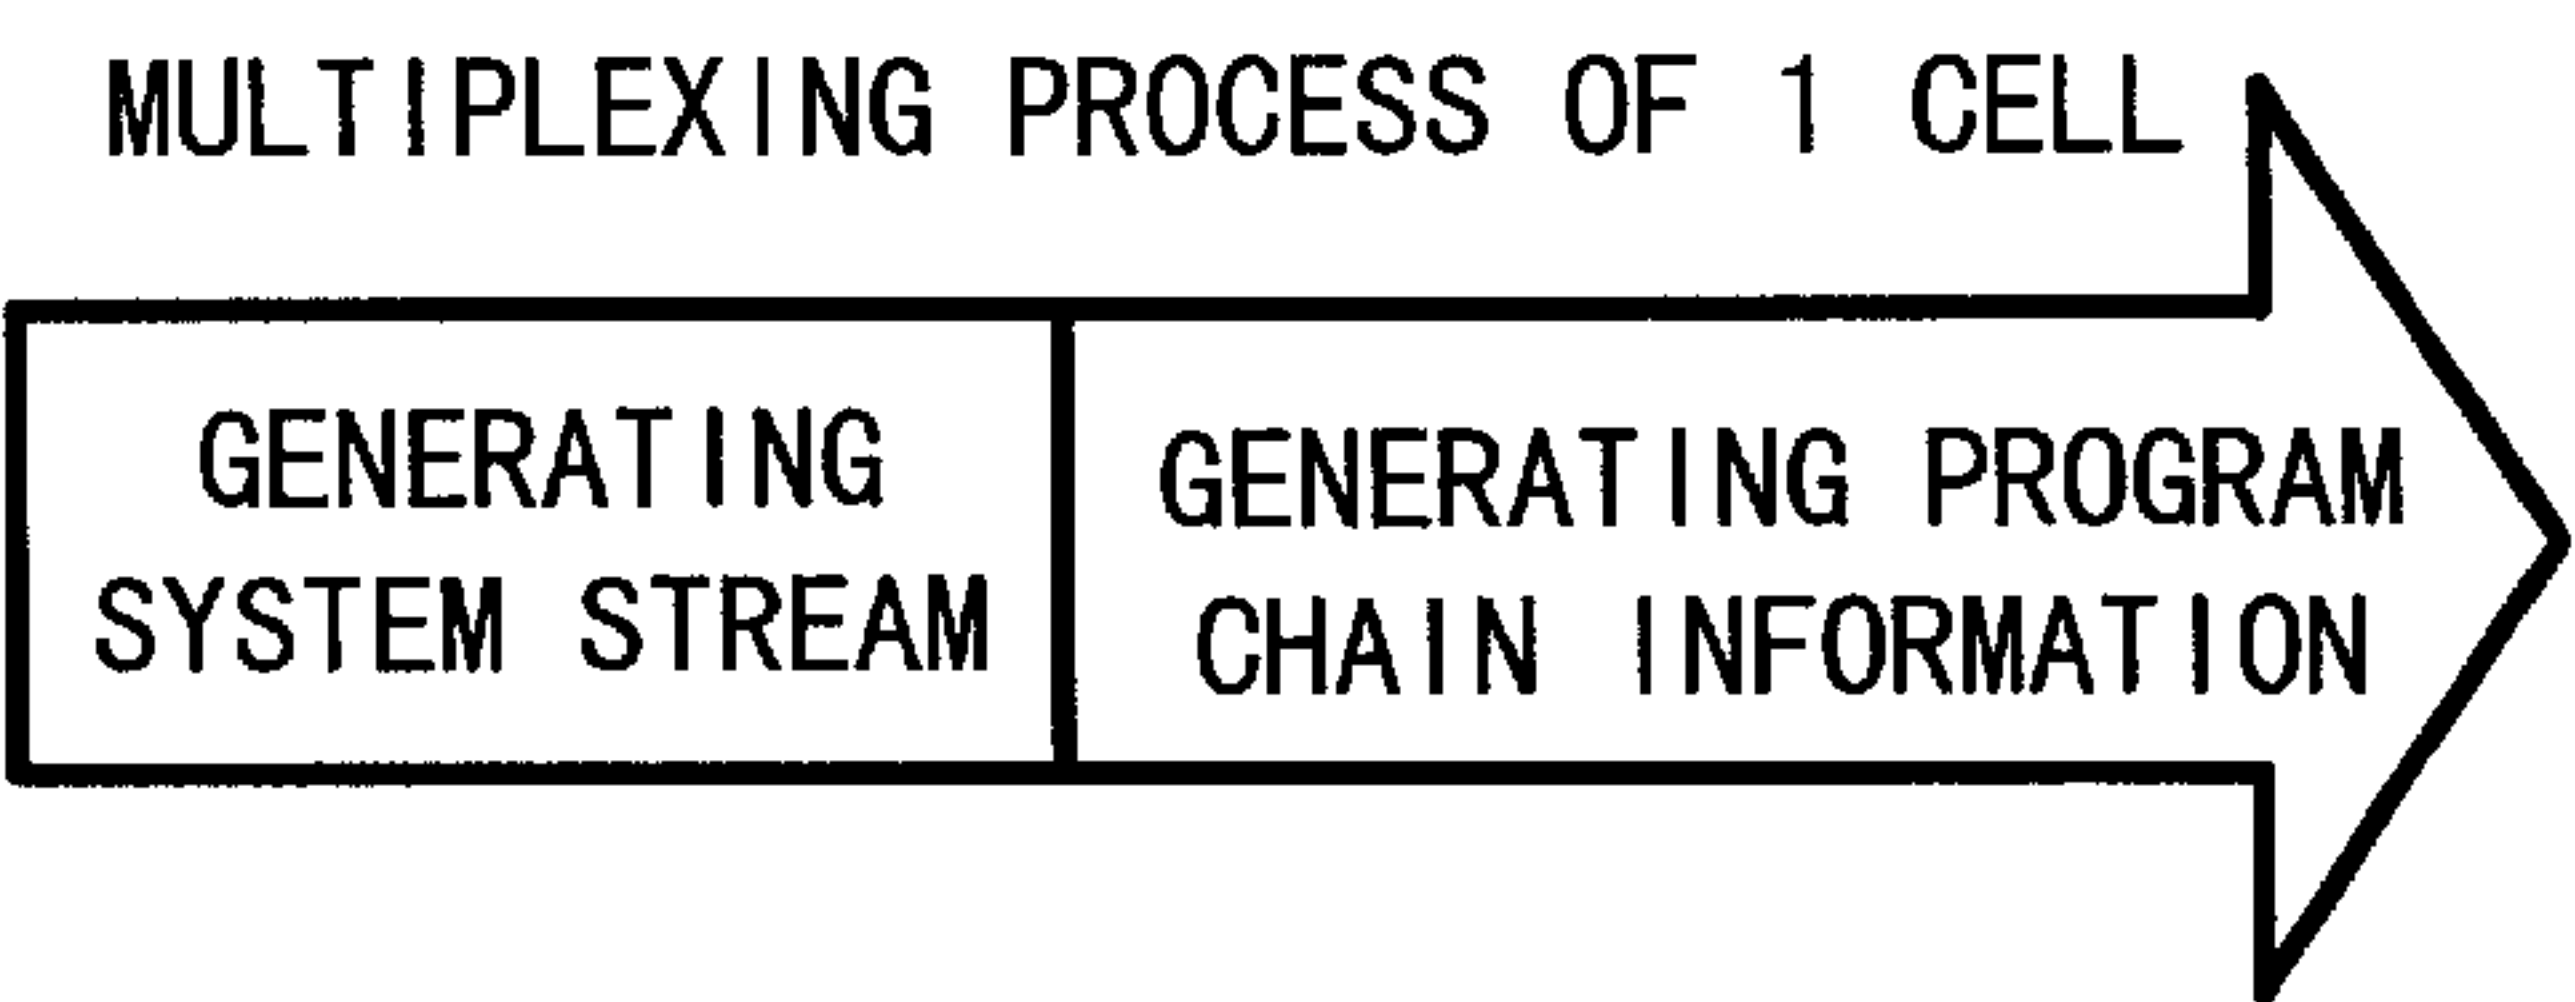 MULTIPLEXING PROCESS OF 1 CELL
GENERATING
SYSTEM STREAM
GENERATING PROGRAM
CHAIN INFORMATION